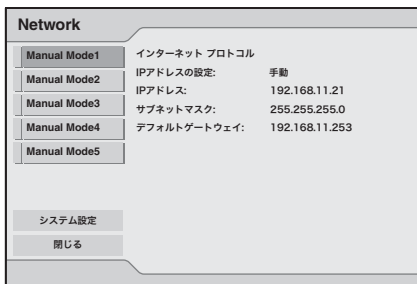 Network
Manual Mode1
Manual Mode2
Manual Mode3
Manual Mode4
Manual Mode5
システム設定
閉じる
インターネット プロトコル
IPアドレスの設定: 手動
IPアドレス: 192.168.11.21
サブネットマスク: 255.255.255.0
デフォルトゲートウェイ: 192.168.11.253